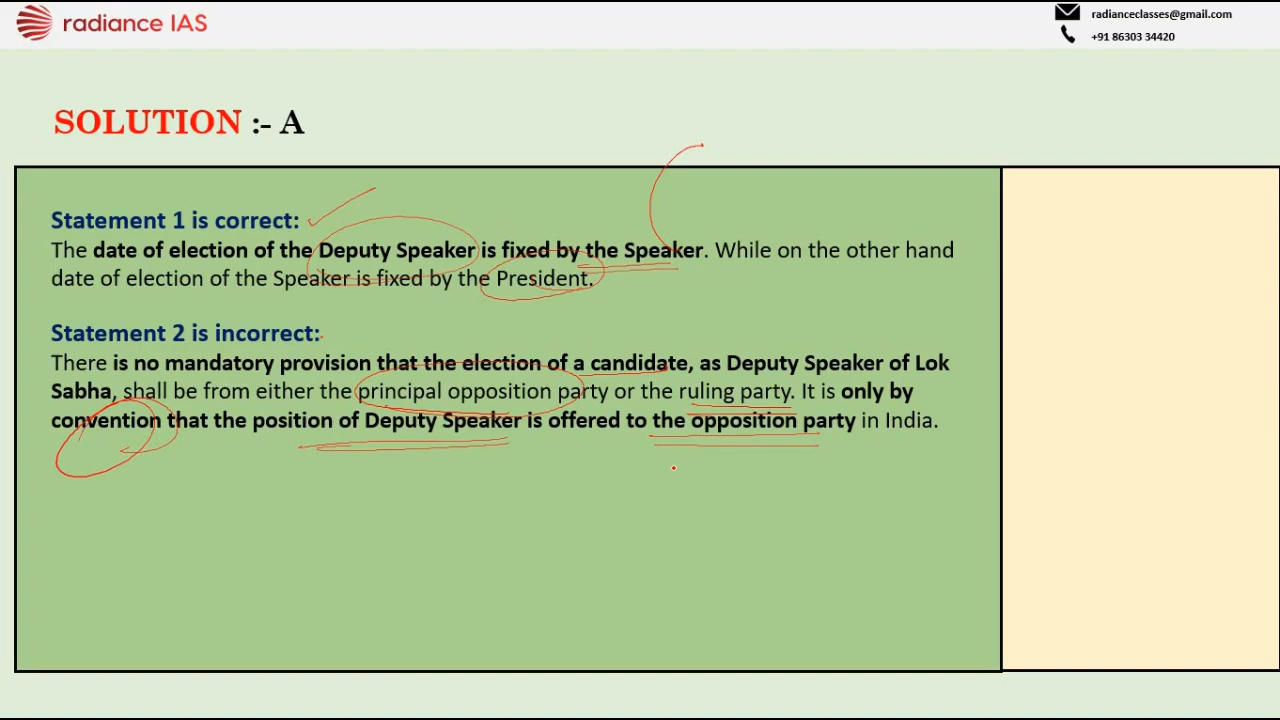 radiance IAS
radianceclasses@gmail.com
+91 86303 34420
SOLUTION :- A
Statement 1 is correct:
The date of election of the Deputy Speaker is fixed by the Speaker. While on the other hand
date of election of the Speaker is fixed by the President.
Statement 2 is incorrect:
There is no mandatory provision that the election of a candidate, as Deputy Speaker of Lok
Sabha, shall be from either the principal opposition party or the ruling party. It is only by
convention that the position of Deputy Speaker is offered to the opposition party in India.